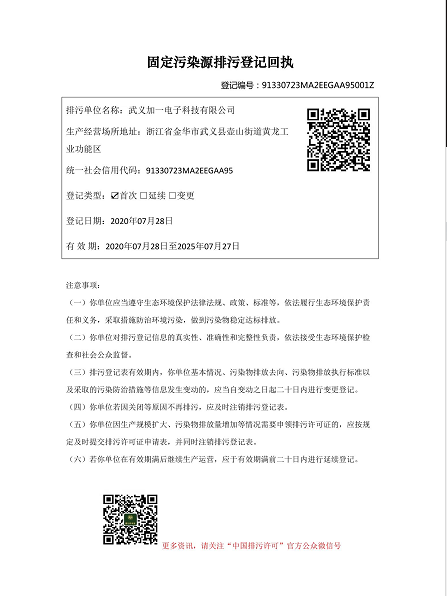 固定污染源排污登记回执
登记编号：91330723MA2EEGAA95001Z
排污单位名称：武义加一电子科技有限公司
生产经营场所地址：浙江省金华市武义县壶山街道黄龙工
业功能区
统一社会信用代码：91330723MA2EEGAA95
登记类型：☑首次 □延续 □变更
登记日期：2020年07月28日
有 效 期：2020年07月28日至2025年07月27日
注意事项：
（一）你单位应当遵守生态环境保护法律法规、政策、标准等，依法履行生态环境保护责
任和义务，采取措施防治环境污染，做到污染物稳定达标排放。
（二）你单位对排污登记信息的真实性、准确性和完整性负责，依法接受生态环境保护检
查和社会公众监督。
（三）排污登记表有效期内，你单位基本情况、污染物排放去向、污染物排放执行标准以
及采取的污染防治措施等信息发生变动的，应当自变动之日起二十日内进行变更登记。
（四）你单位若因关闭等原因不再排污，应及时注销排污登记表。
（五）你单位因生产规模扩大、污染物排放量增加等情况需要申领排污许可证的，应按规
定及时提交排污许可证申请表，并同时注销排污登记表。
（六）若你单位在有效期满后继续生产运营，应于有效期满前二十日内进行延续登记。
更多资讯，请关注“中国排污许可”官方公众微信号